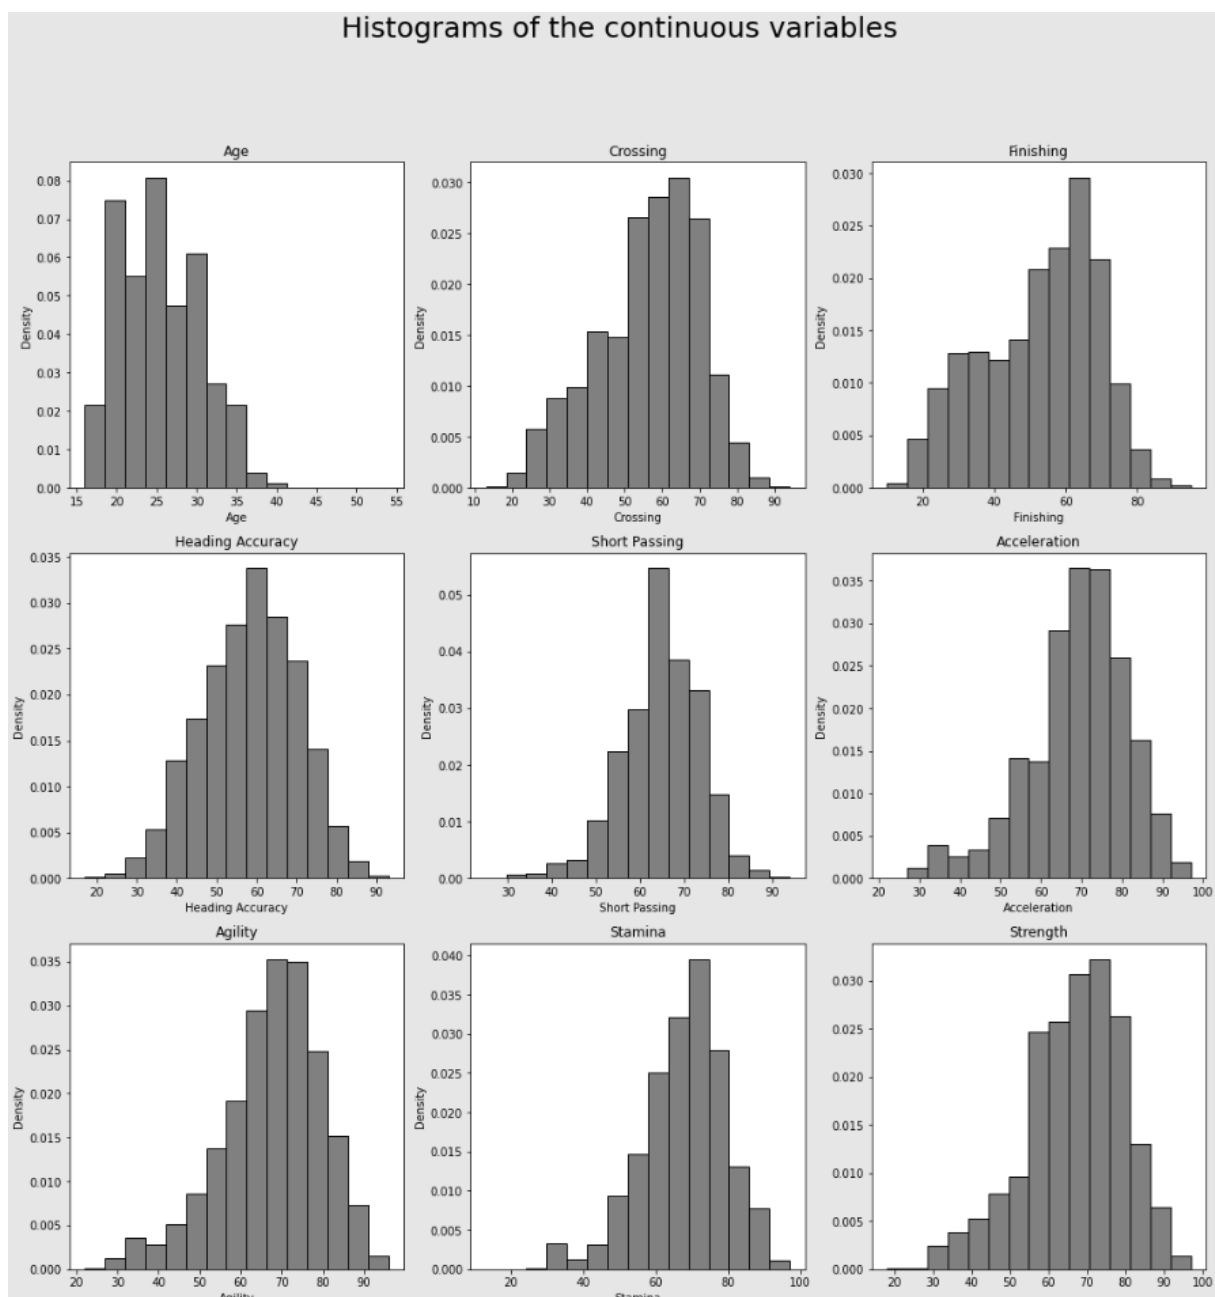 Histograms of the continuous variables
Age
Crossing
Finishing
0.08
0.07
0.06
0.05
0.04
0.03
0.02
0.01
0.00
Density
15 20 25 30 35 40 45 50 55
Age
0.030
0.025
0.020
0.015
0.010
0.005
0.000
Density
10 20 30 40 50 60 70 80 90
Crossing
0.030
0.025
0.020
0.015
0.010
0.005
0.000
Density
20 40 60 80
Finishing
Heading Accuracy
Short Passing
Acceleration
0.035
0.030
0.025
0.020
0.015
0.010
0.005
0.000
Density
20 30 40 50 60 70 80 90
Heading Accuracy
0.05
0.04
0.03
0.02
0.01
0.00
Density
30 40 50 60 70 80 90
Short Passing
0.035
0.030
0.025
0.020
0.015
0.010
0.005
0.000
Density
20 30 40 50 60 70 80 90 100
Acceleration
Agility
Stamina
Strength
0.035
0.030
0.025
0.020
0.015
0.010
0.005
0.000
Density
20 30 40 50 60 70 80 90
Agility
0.040
0.035
0.030
0.025
0.020
0.015
0.010
0.005
0.000
Density
20 40 60 80 100
Stamina
0.030
0.025
0.020
0.015
0.010
0.005
0.000
Density
20 30 40 50 60 70 80 90 100
Strength